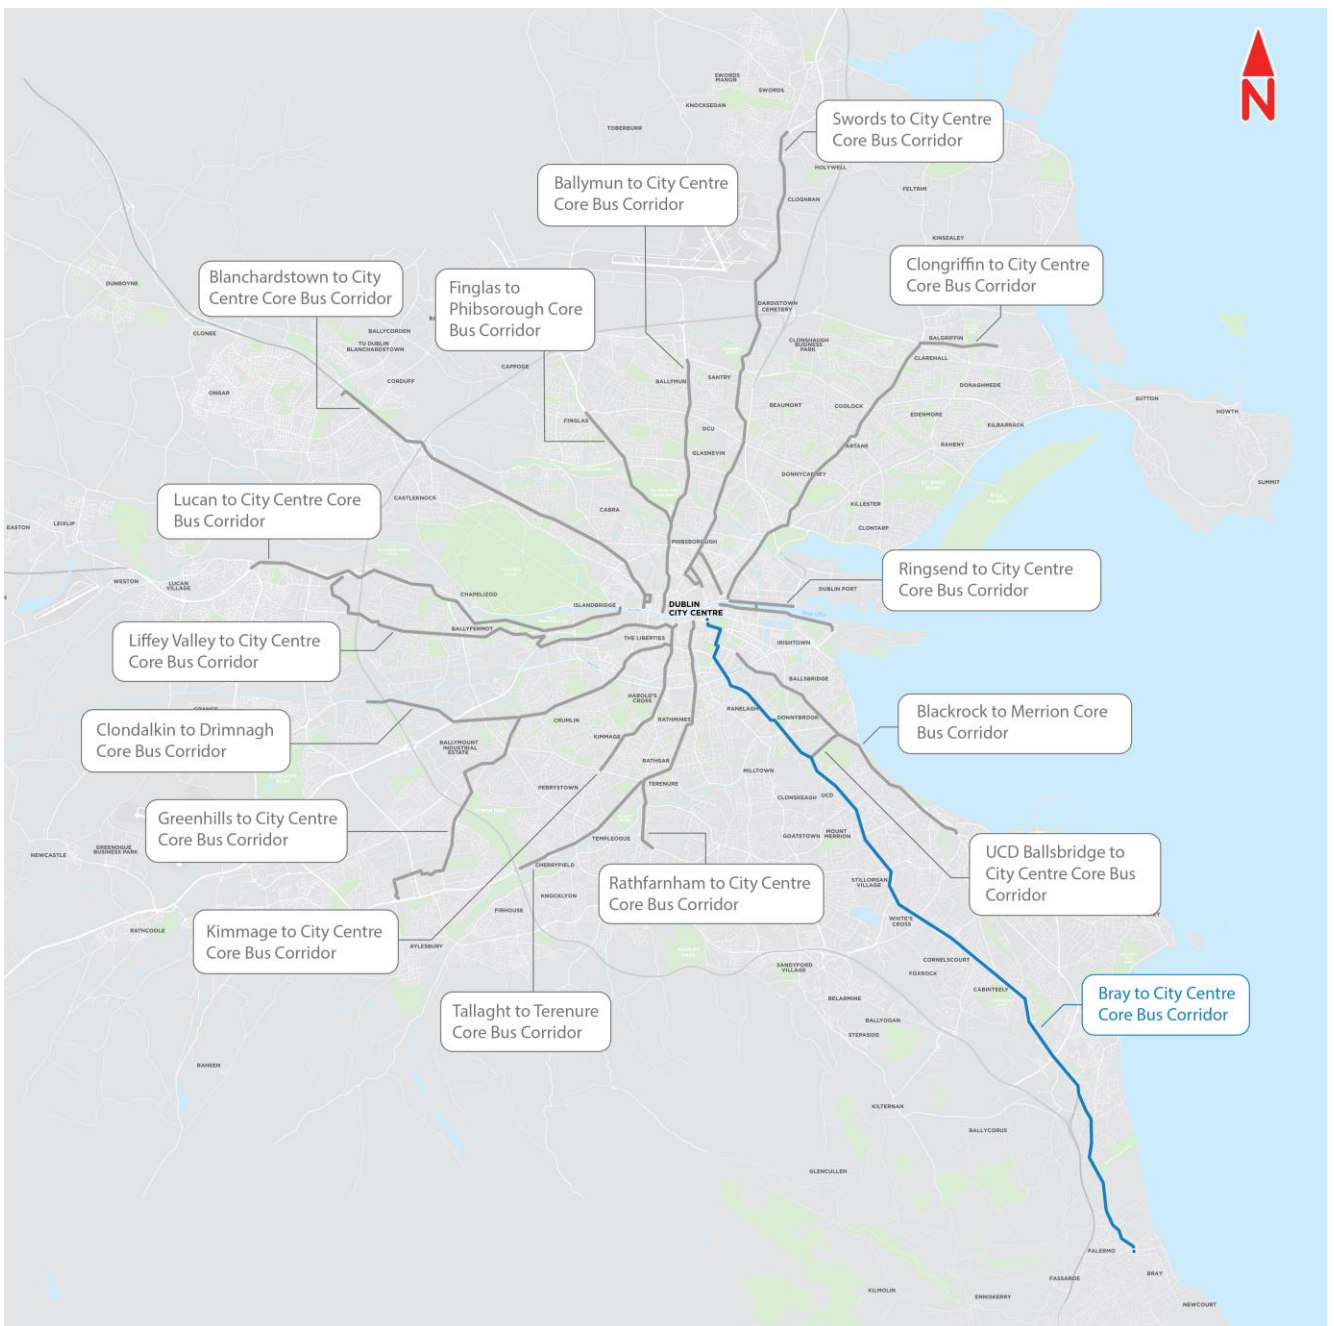 N
SWORDS
MANOR
SWORDS
KNOCKSEDAN
TOBERBURR
Swords to City Centre
Core Bus Corridor
HOLYWELL
FELTRIM
CLOGHRAN
KINSEALY
Ballymun to City Centre
Core Bus Corridor
Clongriffin to City Centre
Core Bus Corridor
Blanchardstown to City
Centre Core Bus Corridor
Finglas to
Phibsorough Core
Bus Corridor
DUNBOYNE
CLONEE
BALLYCORDEN
TU DUBLIN
BLANCHARDSTOWN
DARDISTOWN
CEMETERY
CLONSHAUGH
BUSINESS
PARK
BALGRIFFIN
CLAREHALL
CAPPOGE
CORDUFF
ONGAR
BALLYMUN
SANTRY
DONAGHMEDE
SUTTON
HOWTH
BEAUMONT
COOLOCK
EDENMORE
KILBARRACK
FINGLAS
DCU
ARTANE
RAHENY
GLASNEVIN
DONNYCARNEY
SUMMIT
CASTLEKNOCK
CABRA
KILLESTER
CLONTARF
Lucan to City Centre Core
Bus Corridor
EASTON
LEIXLIP
PHIBSBOROUGH
WESTON
LUCAN
VILLAGE
CHAPELIZOD
ISLANDBRIDGE
DUBLIN
CITY CENTRE
DUBLIN PORT
Ringsend to City Centre
Core Bus Corridor
BALLYFERMOT
THE LIBERTIES
IRISHTOWN
Liffey Valley to City Centre
Core Bus Corridor
BALLSBRIDGE
HAROLD'S
CROSS
RANELAGH
DONNYBROOK
Blackrock to Merrion Core
Bus Corridor
Clondalkin to Drimnagh
Core Bus Corridor
CRUMLIN
RATHMINES
KIMMAGE
BALLYMOUNT
INDUSTRIAL
ESTATE
RATHGAR
MILLTOWN
PERRYSTOWN
TERENURE
CLONSKEAGH
UCD
Greenhills to City Centre
Core Bus Corridor
TEMPLEOGUE
GOATSTOWN
MOUNT
MERRION
NEWCASTLE
GREENOGUE
BUSINESS PARK
UCD Ballsbridge to
City Centre Core Bus
Corridor
CHERRYFIELD
Rathfarnham to City Centre
Core Bus Corridor
STILLORGAN
VILLAGE
KNOCKLYON
FIRHOUSE
WHITE'S
CROSS
RATHCOOLE
Kimmage to City Centre
Core Bus Corridor
AYLESBURY
CORNELSCOURT
SANDYFORD
VILLAGE
FOXROCK
CABINTEELY
Bray to City Centre
Core Bus Corridor
Tallaght to Terenure
Core Bus Corridor
BELARMINE
BALLYOGAN
STEPASIDE
RAHEEN
KILTERNAN
BALLYCORUS
GLENCULLEN
PALERMO
BRAY
FASSAROE
KILMOLIN
ENNISKERRY
NEWCOURT